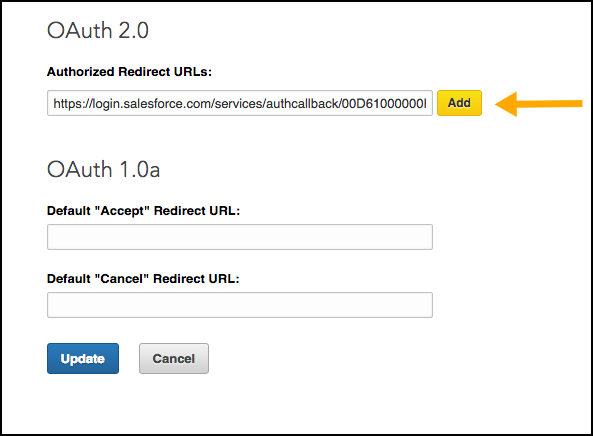 OAuth 2.0
Authorized Redirect URLs:
https://login.salesforce.com/services/authcallback/00D61000000I Add
OAuth 1.0a
Default "Accept" Redirect URL:
Default "Cancel" Redirect URL:
Update Cancel